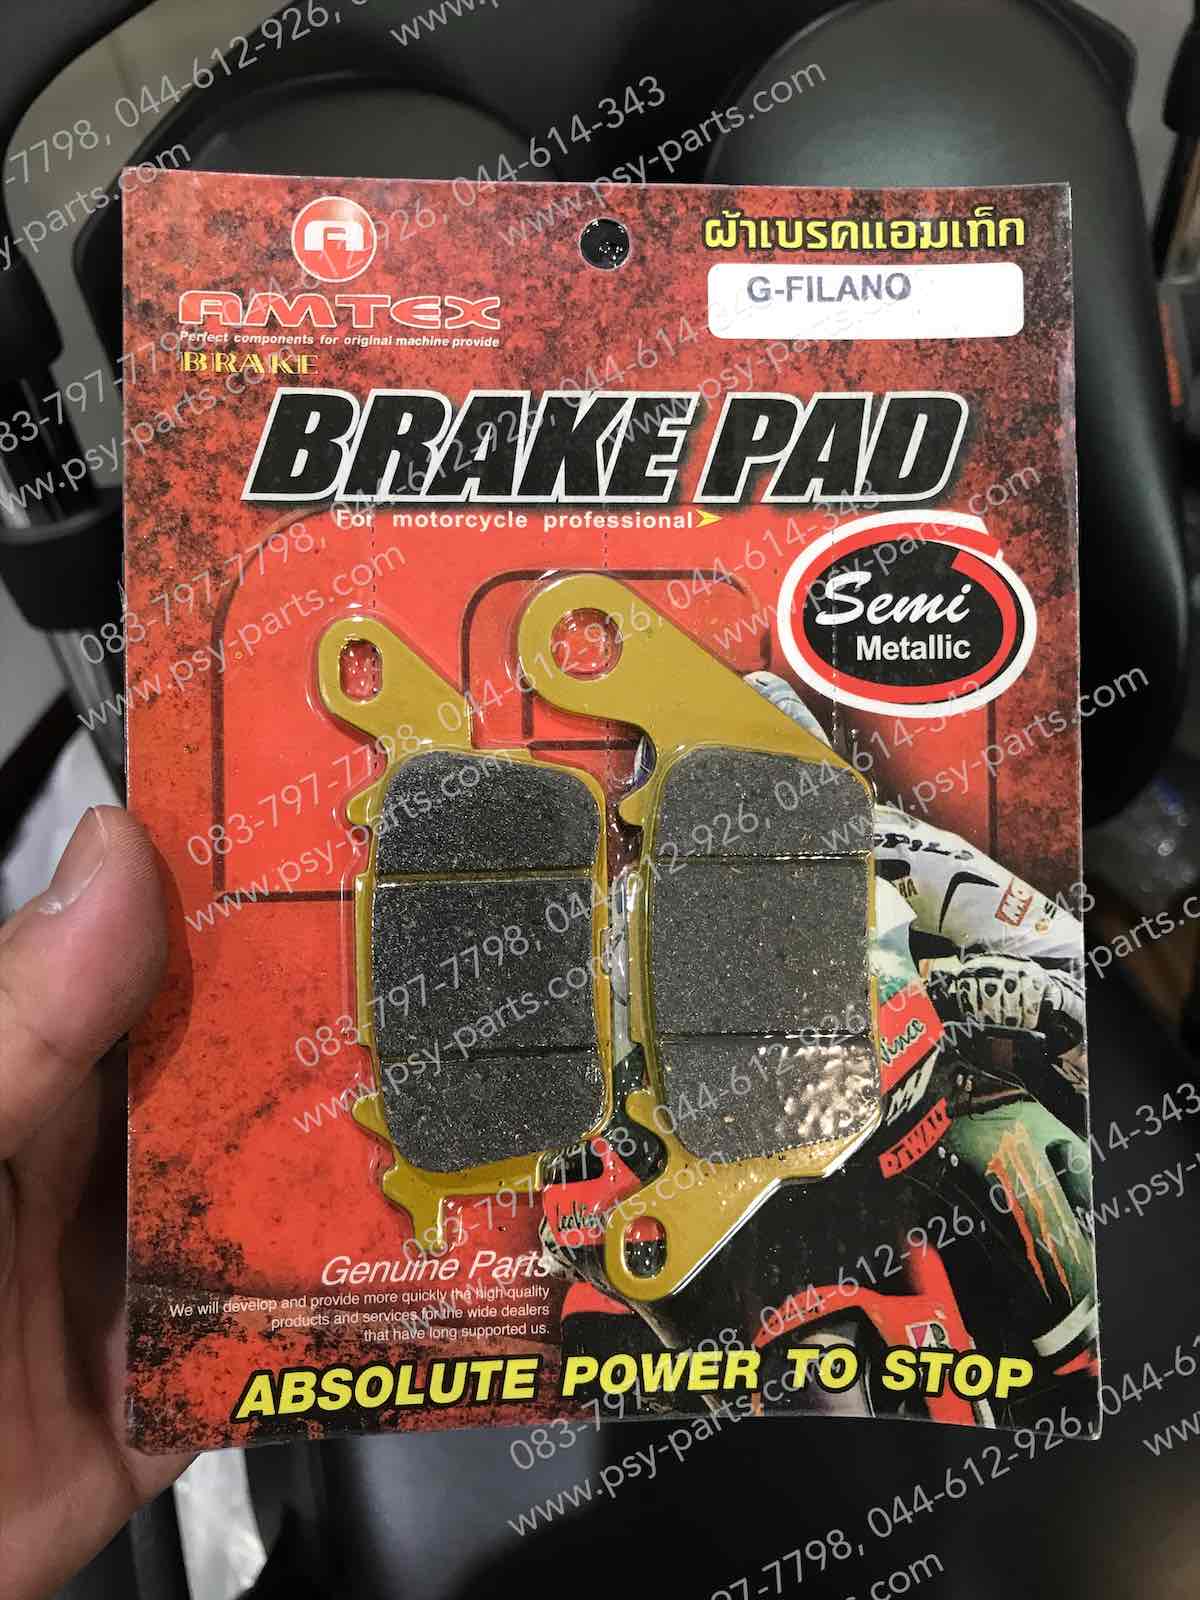 A
AMTEX
Perfect components for original machine provide
BRAKE
ผ้าเบรคแอมเท็ก
G-FILANO
BRAKE PAD
For motorcycle professional
Semi
Metallic
Genuine Parts
We will develop and provide more quickly the high quality
products and services for the wide dealers
that have long supported us.
ABSOLUTE POWER TO STOP
DEWALT
083-797-7798, 044-612-926, 044-614-343
www.psy-parts.com